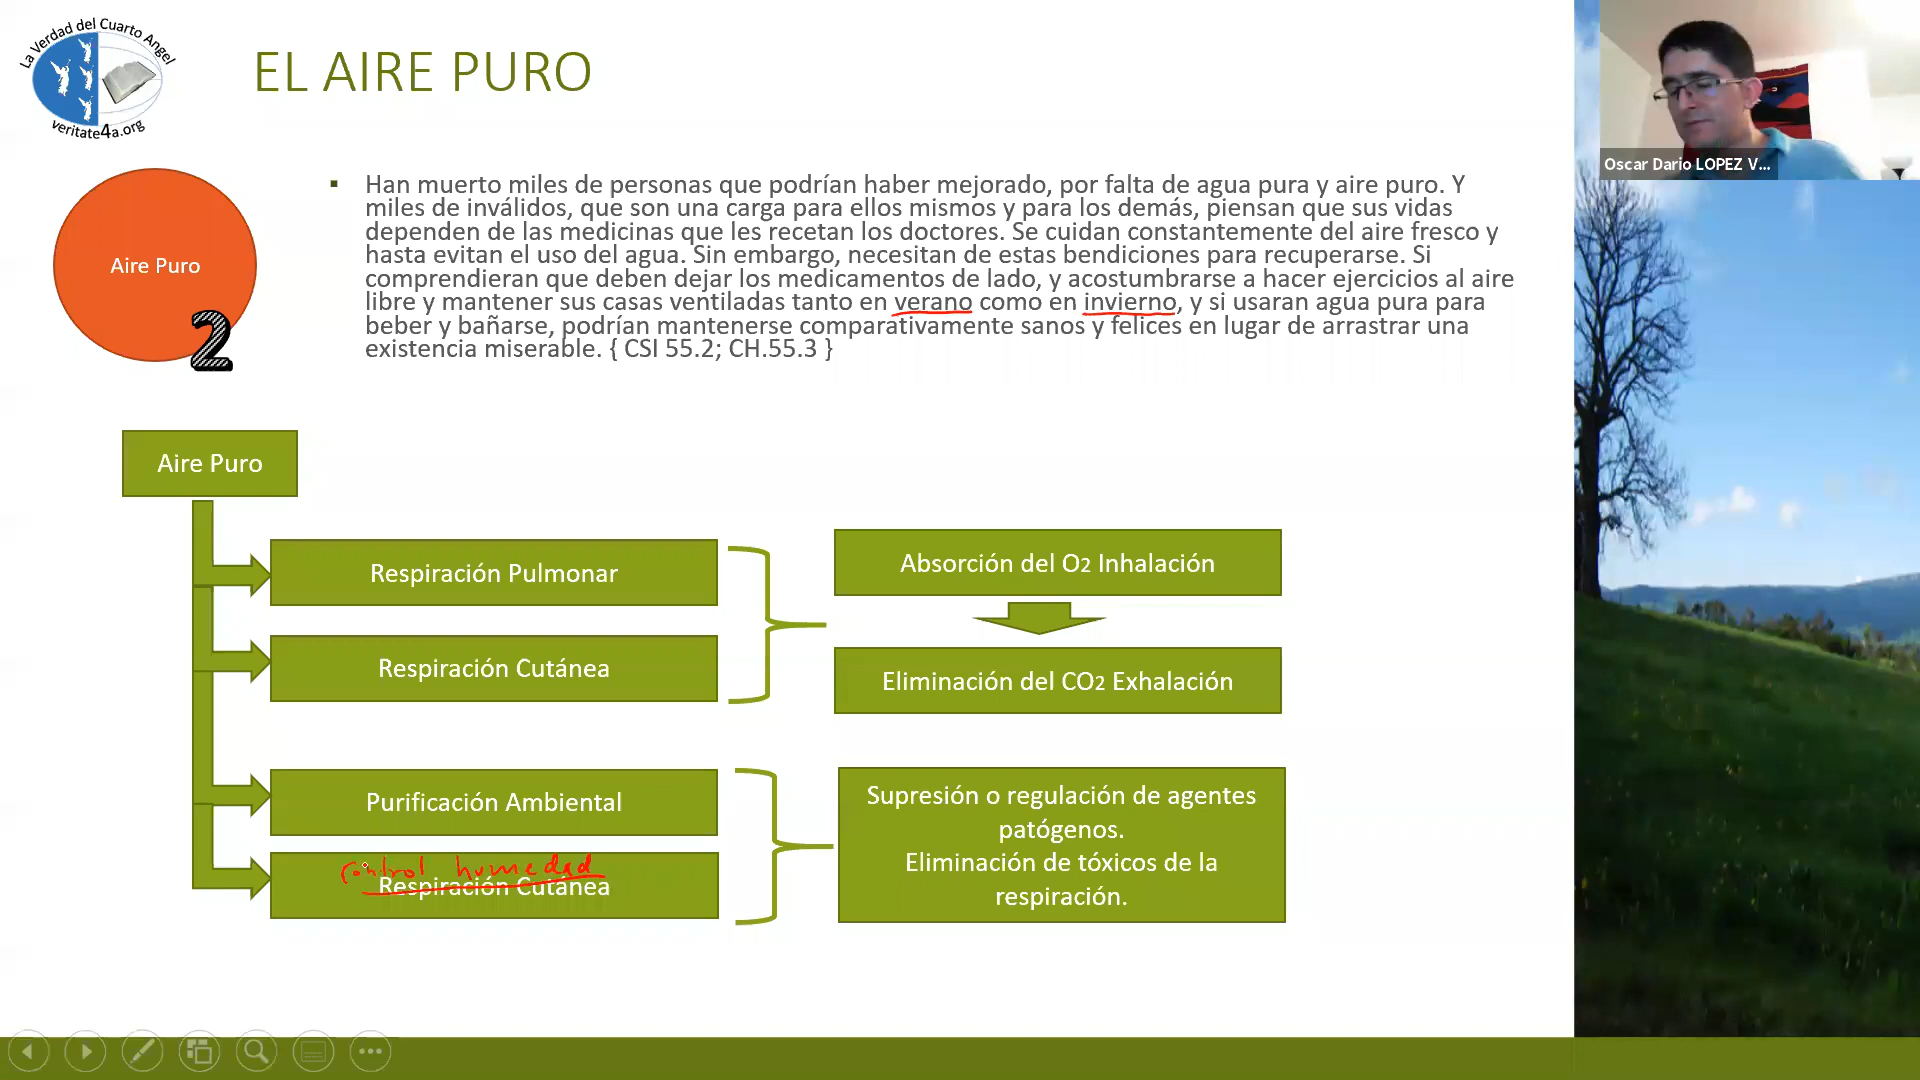 La Verdad del Cuarto Angel
veritate4a.org
EL AIRE PURO
Oscar Dario LOPEZ V...
Aire Puro
2
▪ Han muerto miles de personas que podrían haber mejorado, por falta de agua pura y aire puro. Y
miles de inválidos, que son una carga para ellos mismos y para los demás, piensan que sus vidas
dependen de las medicinas que les recetan los doctores. Se cuidan constantemente del aire fresco y
hasta evitan el uso del agua. Sin embargo, necesitan de estas bendiciones para recuperarse. Si
comprendieran que deben dejar los medicamentos de lado, y acostumbrarse a hacer ejercicios al aire
libre y mantener sus casas ventiladas tanto en verano como en invierno, y si usaran agua pura para
beber y bañarse, podrían mantenerse comparativamente sanos y felices en lugar de arrastrar una
existencia miserable. { CSI 55.2; CH.55.3 }
Aire Puro
Respiración Pulmonar
Respiración Cutánea
Absorción del O2 Inhalación
Eliminación del CO2 Exhalación
Purificación Ambiental
control humedad
Respiración Cutánea
Supresión o regulación de agentes
patógenos.
Eliminación de tóxicos de la
respiración.